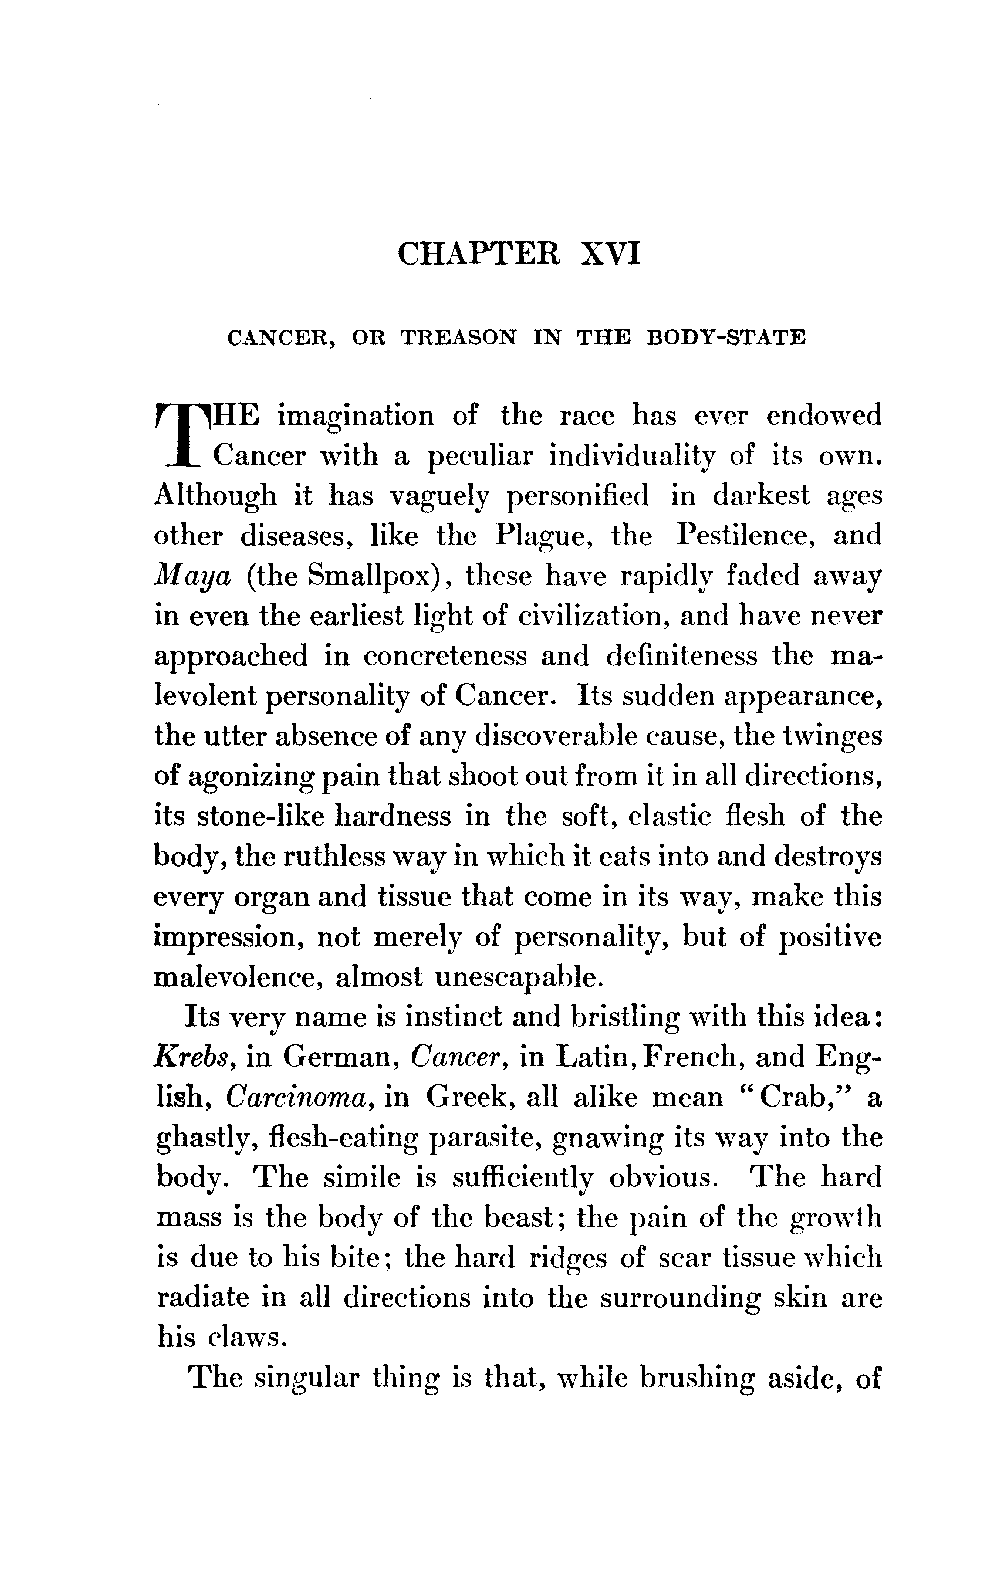 CHAPTER XVI
CANCER, OR TREASON IN THE BODY-STATE
THE imagination of the race has ever endowed
Cancer with a peculiar individuality of its own.
Although it has vaguely personified in darkest ages
other diseases, like the Plague, the Pestilence, and
Maya (the Smallpox), these have rapidly faded away
in even the earliest light of civilization, and have never
approached in concreteness and definiteness the ma-
levolent personality of Cancer. Its sudden appearance,
the utter absence of any discoverable cause, the twinges
of agonizing pain that shoot out from it in all directions,
its stone-like hardness in the soft, elastic flesh of the
body, the ruthless way in which it eats into and destroys
every organ and tissue that come in its way, make this
impression, not merely of personality, but of positive
malevolence, almost unescapable.
Its very name is instinct and bristling with this idea:
Krebs, in German, Cancer, in Latin, French, and Eng-
lish, Carcinoma, in Greek, all alike mean "Crab," a
ghastly, flesh-eating parasite, gnawing its way into the
body. The simile is sufficiently obvious. The hard
mass is the body of the beast; the pain of the growth
is due to his bite; the hard ridges of scar tissue which
radiate in all directions into the surrounding skin are
his claws.
The singular thing is that, while brushing aside, of